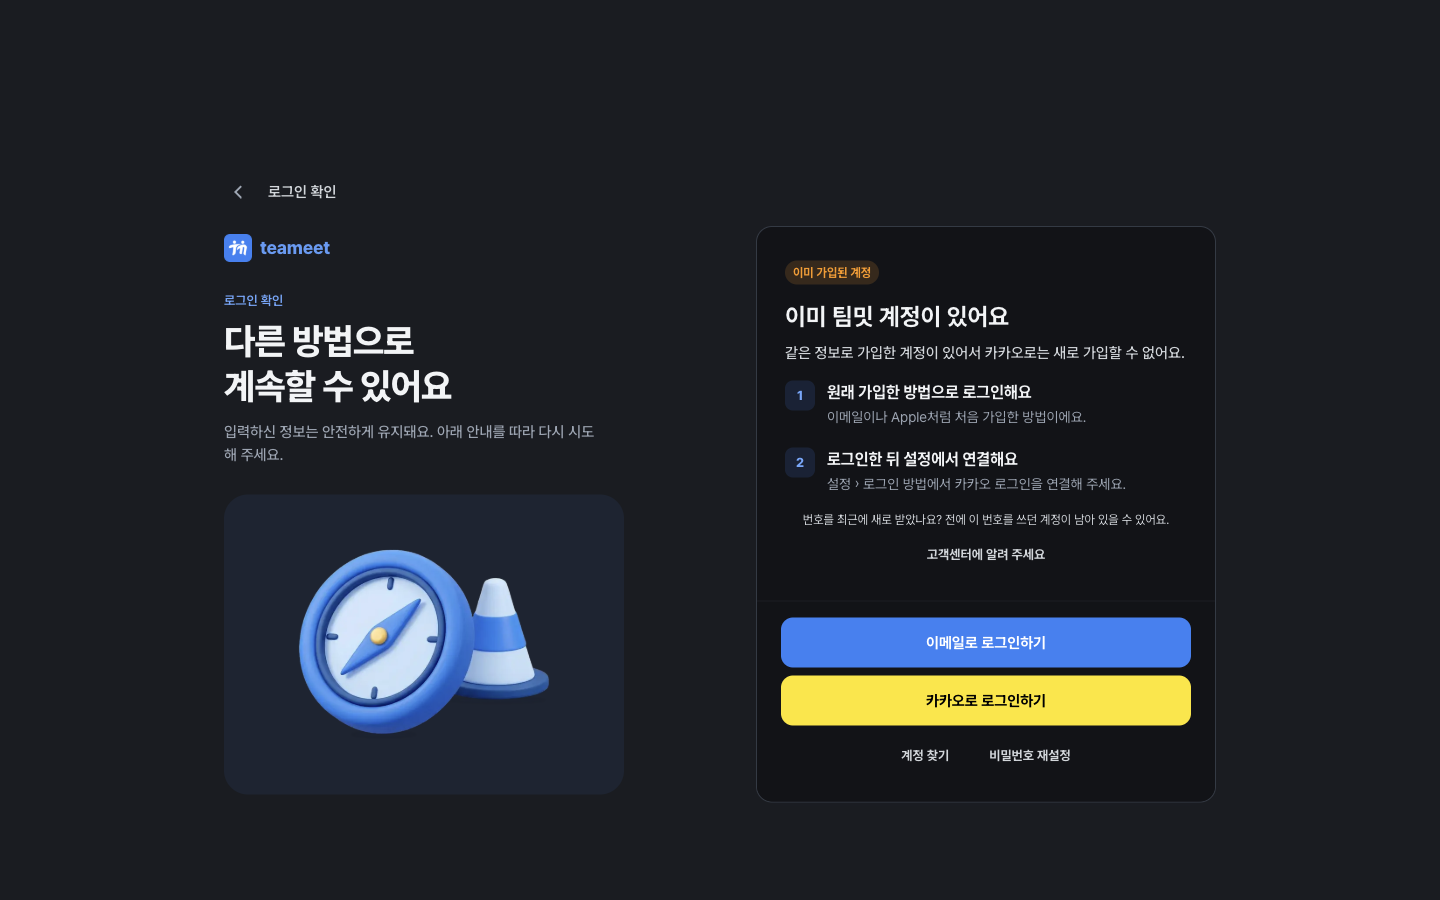 로그인 확인
teameet
로그인 확인
다른 방법으로
계속할 수 있어요
입력하신 정보는 안전하게 유지돼요. 아래 안내를 따라 다시 시도
해 주세요.
이미 가입된 계정
이미 팀밋 계정이 있어요
같은 정보로 가입한 계정이 있어서 카카오로는 새로 가입할 수 없어요.
1
원래 가입한 방법으로 로그인해요
이메일이나 Apple처럼 처음 가입한 방법이에요.
2
로그인한 뒤 설정에서 연결해요
설정 › 로그인 방법에서 카카오 로그인을 연결해 주세요.
번호를 최근에 새로 받았나요? 전에 이 번호를 쓰던 계정이 남아 있을 수 있어요.
고객센터에 알려 주세요
이메일로 로그인하기
카카오로 로그인하기
계정 찾기 비밀번호 재설정